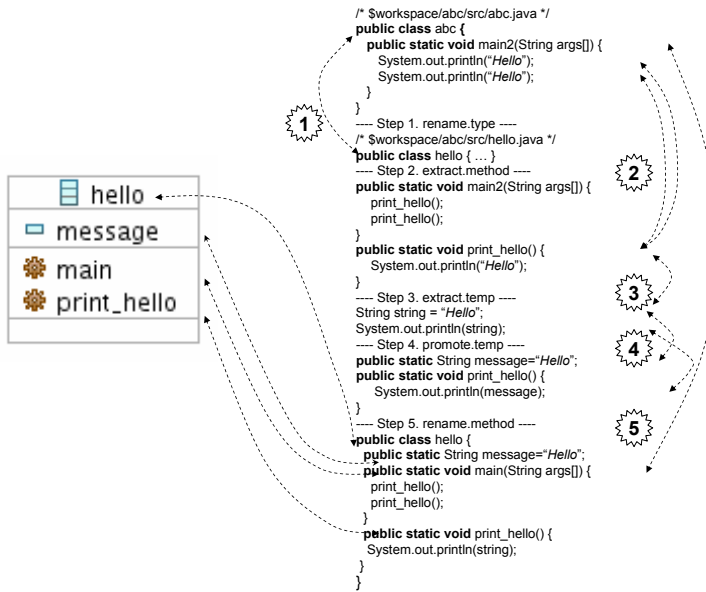 hello
message
main
print_hello
/* $workspace/abc/src/abc.java */
public class abc {
public static void main2(String args[]) {
System.out.println(“Hello”);
System.out.println(“Hello”);
}
}
---- Step 1. rename.type ----
/* $workspace/abc/src/hello.java */
public class hello { … }
---- Step 2. extract.method ----
public static void main2(String args[]) {
print_hello();
print_hello();
}
public static void print_hello() {
System.out.println(“Hello”);
}
---- Step 3. extract.temp ----
String string = “Hello”;
System.out.println(string);
---- Step 4. promote.temp ----
public static String message=“Hello”;
public static void print_hello() {
System.out.println(message);
}
---- Step 5. rename.method ----
public class hello {
public static String message=“Hello”;
public static void main(String args[]) {
print_hello();
print_hello();
}
public static void print_hello() {
System.out.println(string);
}
}
1
2
3
4
5